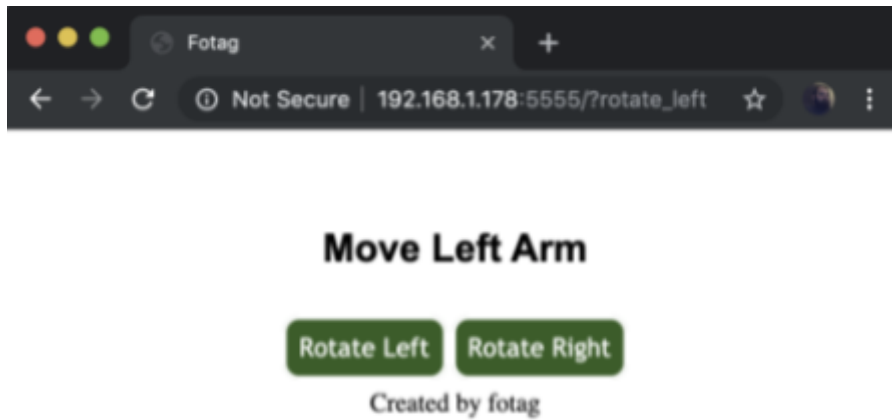 Fotag
Not Secure | 192.168.1.178:5555/?rotate_left
Move Left Arm
Rotate Left Rotate Right
Created by fotag